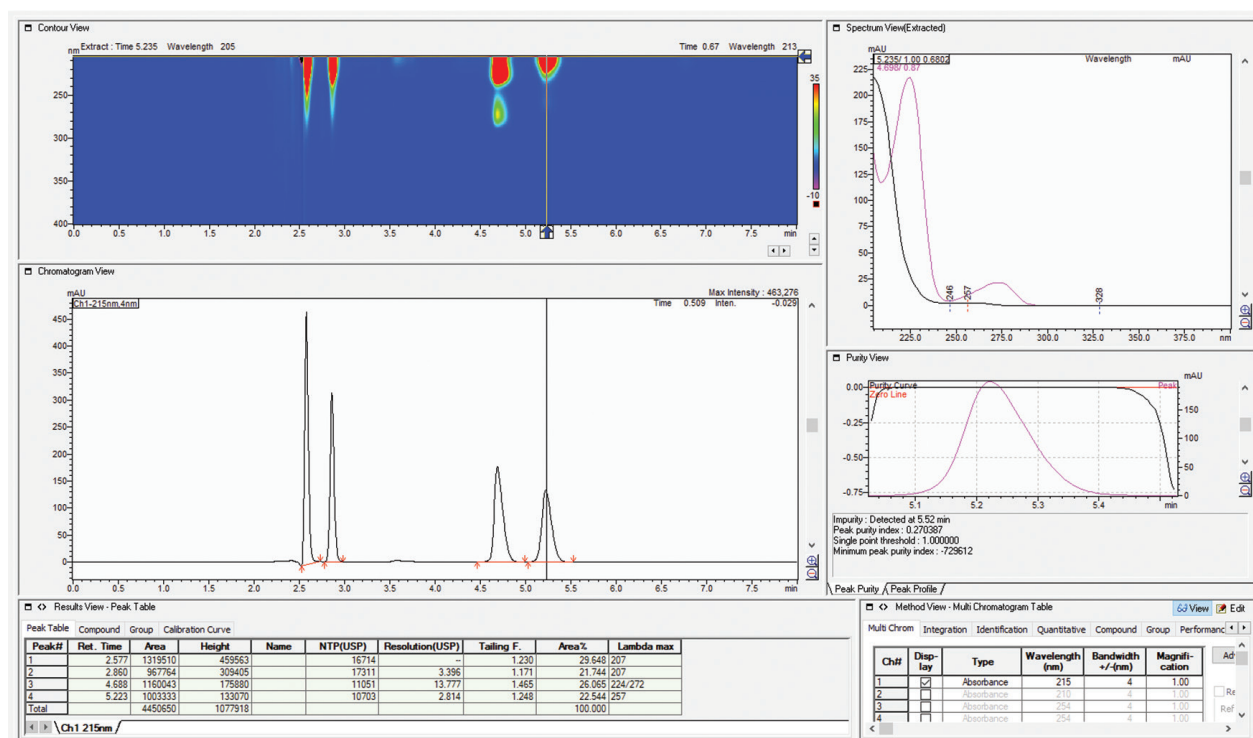 Contour View
nm Extract : Time 5.235 Wavelength 205 Time 0.67 Wavelength 213
250
300
350
400
35
-10
0.0 0.5 1.0 1.5 2.0 2.5 3.0 3.5 4.0 4.5 5.0 5.5 6.0 6.5 7.0 7.5 min
Chromatogram View
mAU Max Intensity : 463,276
Ch1-215nm,4nm Time 0.509 Inten. -0.029
450
400
350
300
250
200
150
100
50
0
0.0 0.5 1.0 1.5 2.0 2.5 3.0 3.5 4.0 4.5 5.0 5.5 6.0 6.5 7.0 7.5 min
Spectrum View(Extracted)
mAU
5.235/ 1.00 0.6802 Wavelength mAU
4.698/ 0.87
225
200
175
150
125
100
75
50
25
0
246 257 328
225.0 250.0 275.0 300.0 325.0 350.0 375.0 nm
Purity View
mAU
Purity Curve Peak
Zero Line
0.00
-0.25
-0.50
-0.75
150
100
50
0
5.1 5.2 5.3 5.4 min
Impurity : Detected at 5.52 min
Peak purity index : 0.270387
Single point threshold : 1.000000
Minimum peak purity index : -729612
Peak Purity Peak Profile
Results View - Peak Table
Peak Table Compound Group Calibration Curve
Peak# Ret. Time Area Height Name NTP(USP) Resolution(USP) Tailing F. Area% Lambda max
1 2.577 1319510 459563 16714 -- 1.230 29.648 207
2 2.860 967764 309405 17311 3.396 1.171 21.744 207
3 4.688 1160043 175880 11051 13.777 1.465 26.065 224/272
4 5.223 1003333 133070 10703 2.814 1.248 22.544 257
Total 4450650 1077918 100.000
Ch1 215nm
Method View - Multi Chromatogram Table View Edit
Multi Chrom Integration Identification Quantitative Compound Group Performanc
Ch# Disp-lay Type Wavelength (nm) Bandwidth +/-(nm) Magnifi-cation Ad
1 Absorbance 215 4 1.00
2 Absorbance 210 4 1.00 Re
3 Absorbance 254 4 1.00 Ref
4 Absorbance 254 4 1.00